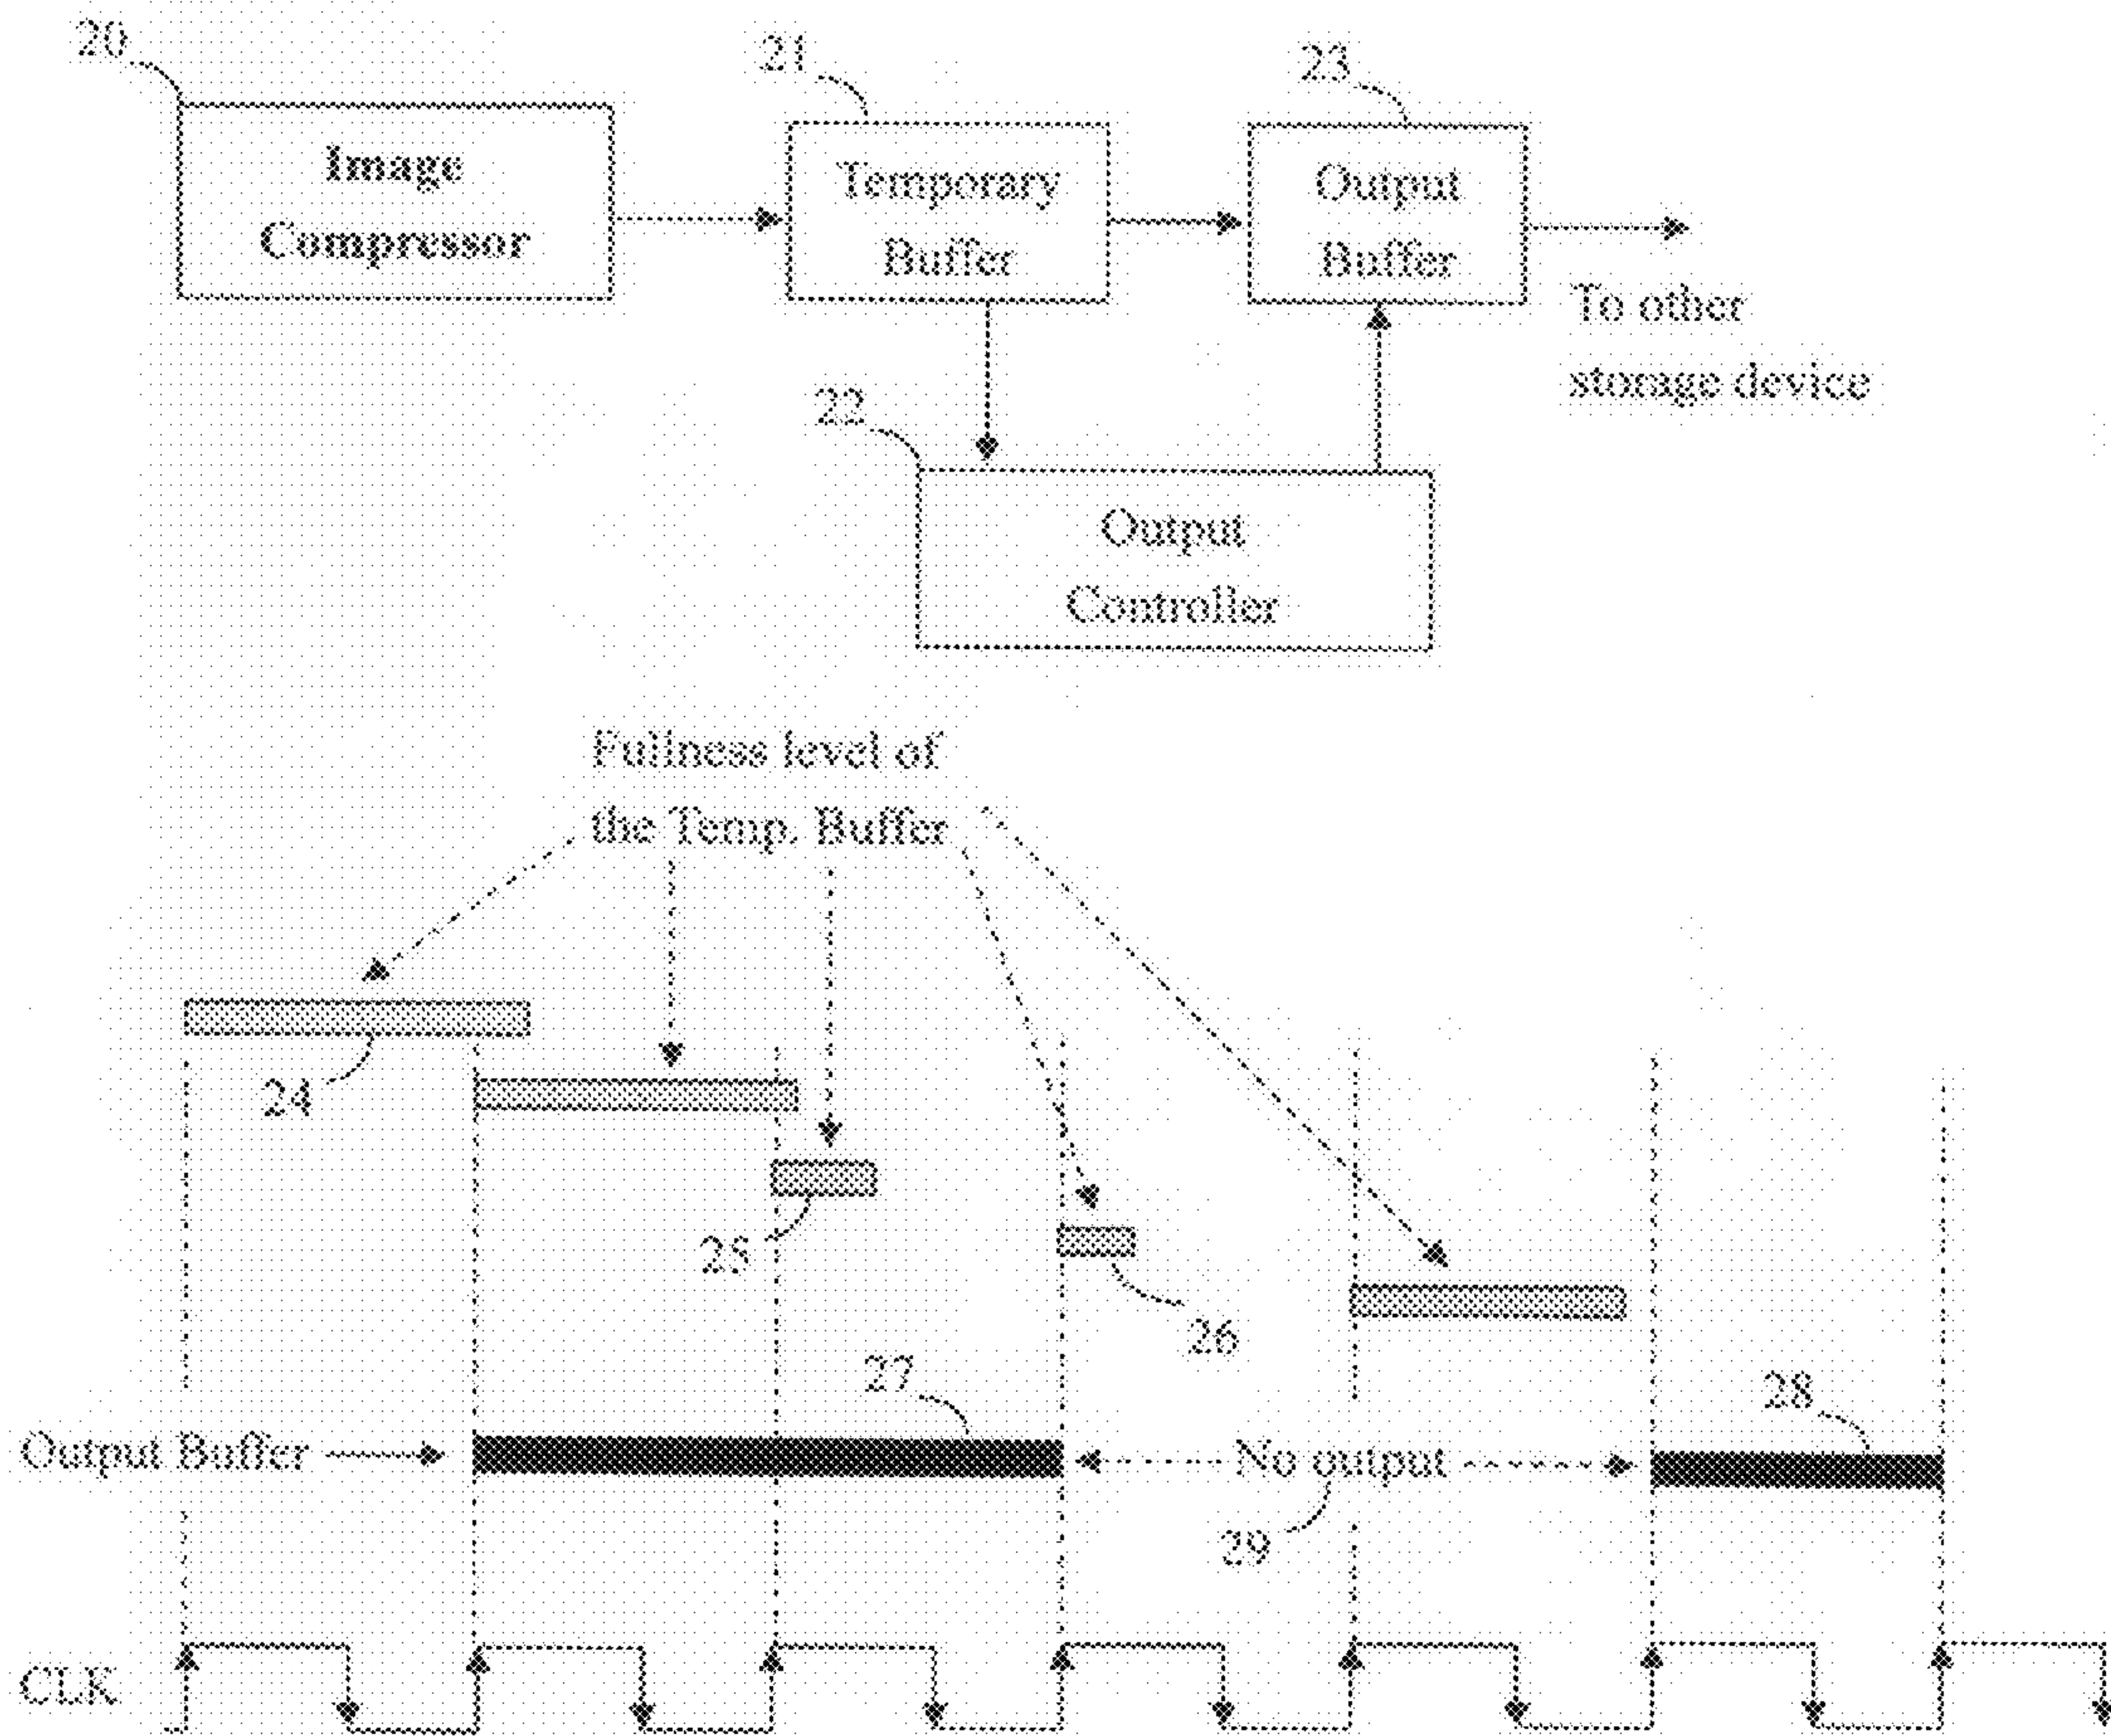 20
21
23
Image
Compressor
Temporary
Buffer
Output
Buffer
To other
storage device
22
Output
Controller
Fullness level of
the Temp. Buffer
24
25
26
27
28
Output Buffer
No output
29
CLK